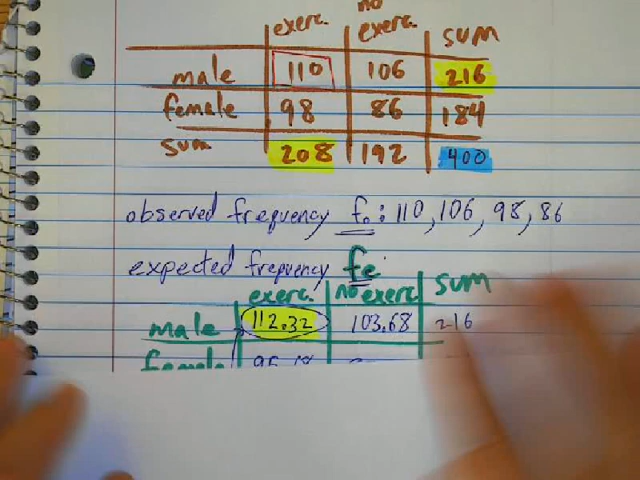 exerc. no exerc. sum
male 110 106 216
female 98 86 184
sum 208 192 400
observed frequency fo : 110, 106, 98, 86
expected frequency fe
exerc. no exerc. sum
male 112.32 103.68 216
female